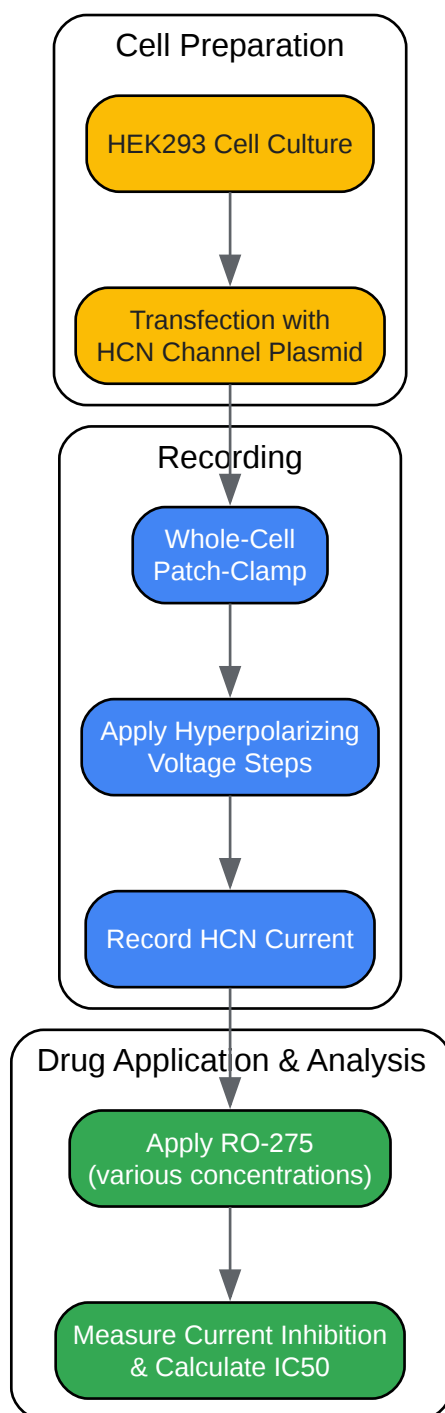 Cell Preparation
HEK293 Cell Culture
Transfection with
HCN Channel Plasmid
Recording
Whole-Cell
Patch-Clamp
Apply Hyperpolarizing
Voltage Steps
Record HCN Current
Drug Application & Analysis
Apply RO-275
(various concentrations)
Measure Current Inhibition
& Calculate IC50